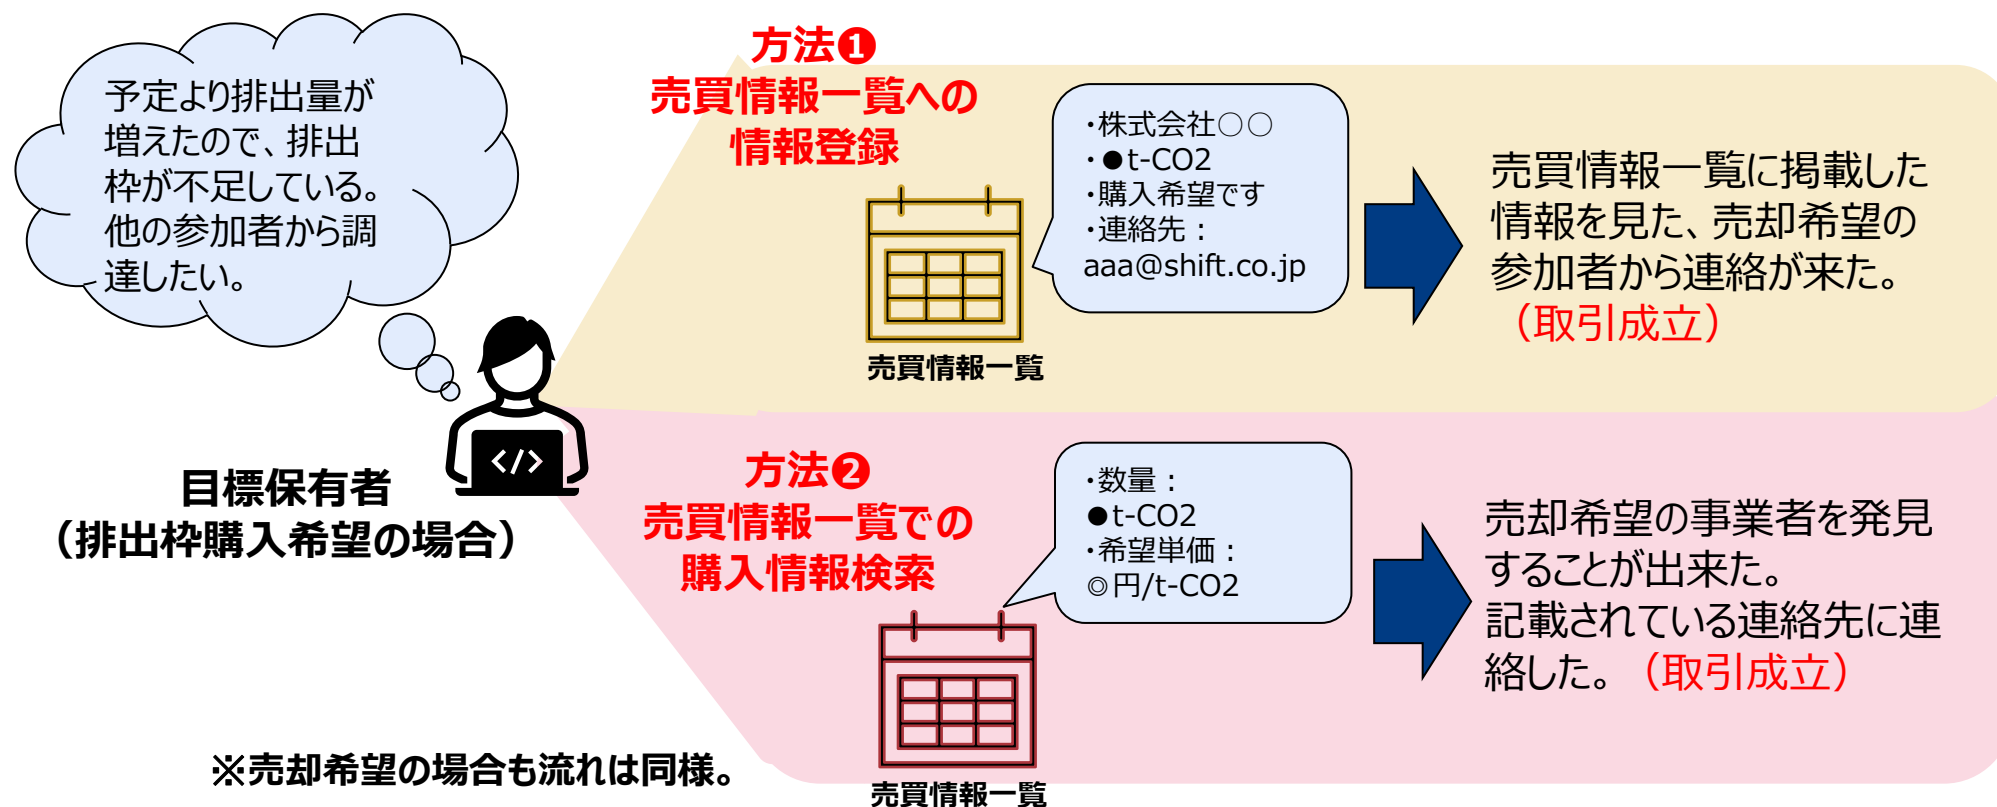 予定より排出量が
増えたので、排出
枠が不足している。
他の参加者から調
達したい。
目標保有者
（排出枠購入希望の場合）
※売却希望の場合も流れは同様。
方法❶
売買情報一覧への
情報登録
売買情報一覧
・株式会社○○
・●t-CO2
・購入希望です
・連絡先：
aaa@shift.co.jp
売買情報一覧に掲載した
情報を見た、売却希望の
参加者から連絡が来た。
（取引成立）
方法❷
売買情報一覧での
購入情報検索
売買情報一覧
・数量：
●t-CO2
・希望単価：
◎円/t-CO2
売却希望の事業者を発見
することが出来た。
記載されている連絡先に連
絡した。（取引成立）